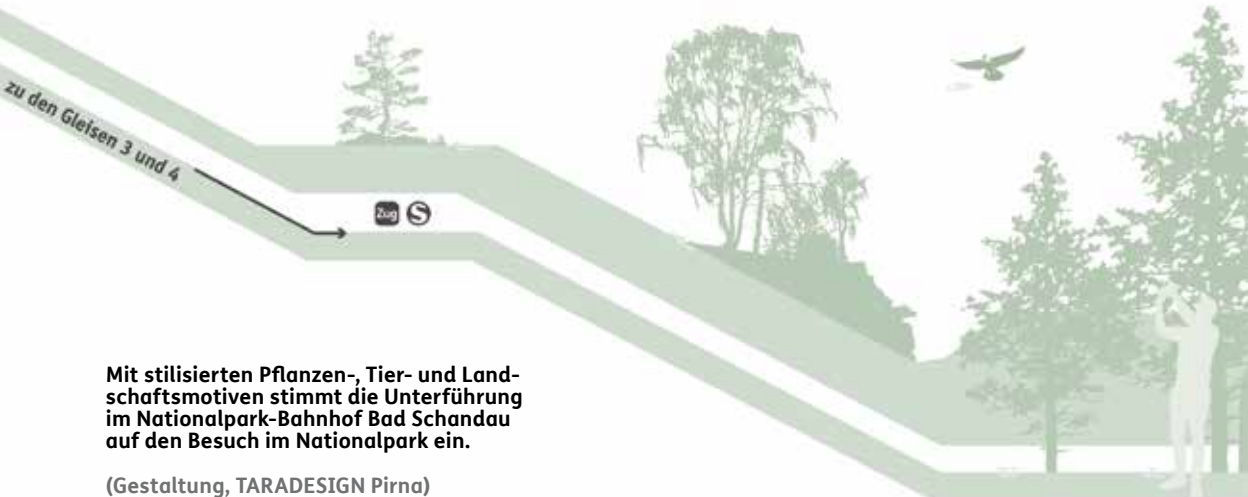 zu den Gleisen 3 und 4
Zug S
Mit stilisierten Pflanzen-, Tier- und Land-
schaftsmotiven stimmt die Unterführung
im Nationalpark-Bahnhof Bad Schandau
auf den Besuch im Nationalpark ein.
(Gestaltung, TARADESIGN Pirna)